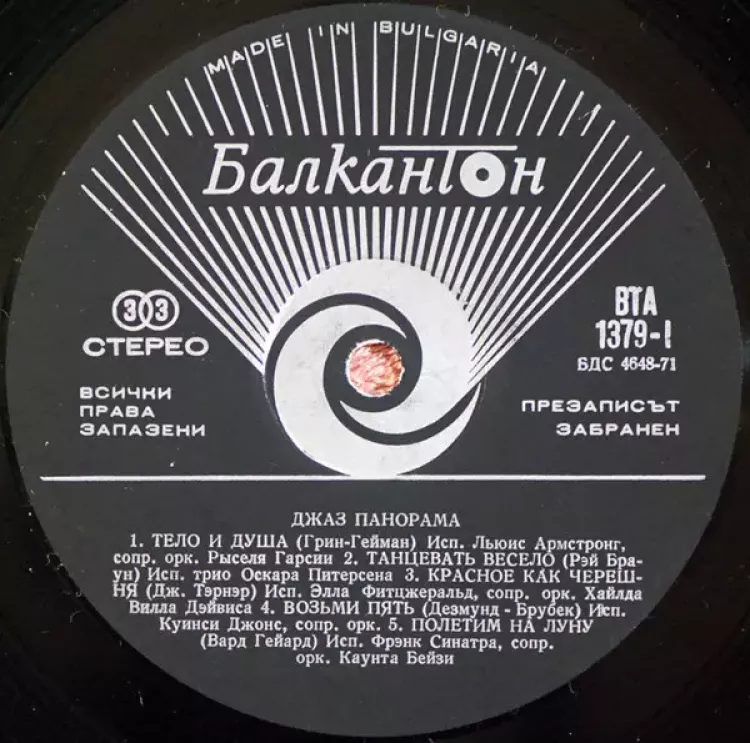 MADE IN BULGARIA
БалканТон
33
СТЕРЕО
ВСИЧКИ
ПРАВА
ЗАПАЗЕНИ
ВТА
1379-I
БДС 4648-71
ПРЕЗАПИСЪТ
ЗАБРАНЕН
ДЖАЗ ПАНОРАМА
1. ТЕЛО И ДУША (Грин-Гейман) Исп. Льюис Армстронг,
сопр. орк. Рыселя Гарсии 2. ТАНЦЕВАТЬ ВЕСЕЛО (Рэй Бра-
ун) Исп. трио Оскара Питерсена 3. КРАСНОЕ КАК ЧЕРЕШ-
НЯ (Дж. Тэрнэр) Исп. Элла Фитцжеральд, сопр. орк. Хайлда
Вилла Дэйвиса 4. ВОЗЬМИ ПЯТЬ (Дезмунд - Брубек) Исп.
Куинси Джонс, сопр. орк. 5. ПОЛЕТИМ НА ЛУНУ
(Вард Гейард) Исп. Фрэнк Синатра, сопр.
орк. Каунта Бейзи